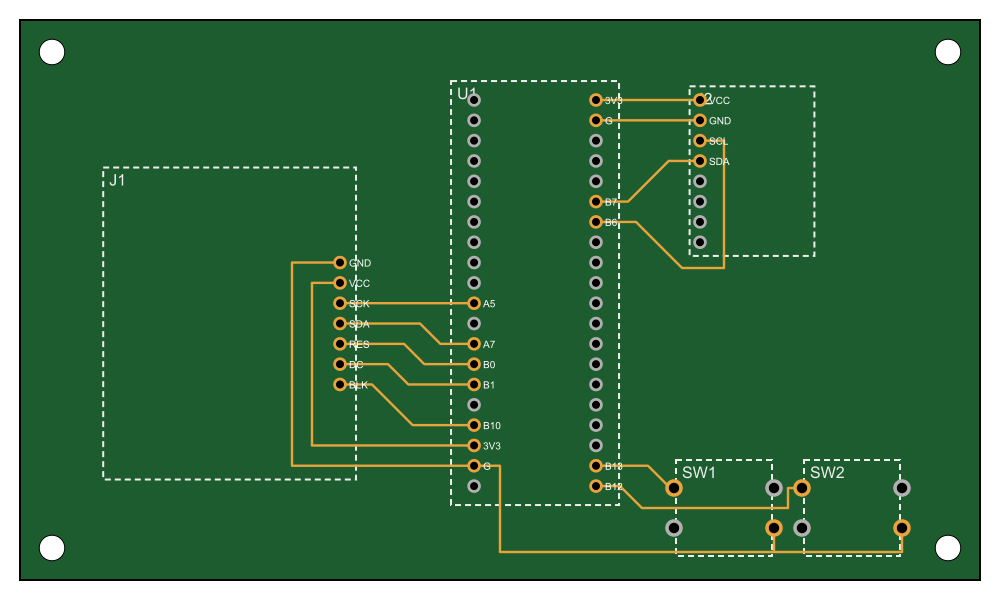 J1
GND
VCC
SCK
SDA
RES
DC
BLK
U1
A5
A7
B0
B1
B10
3V3
G
3V3
G
B7
B6
B13
B12
VCC
GND
SCL
SDA
SW1
SW2